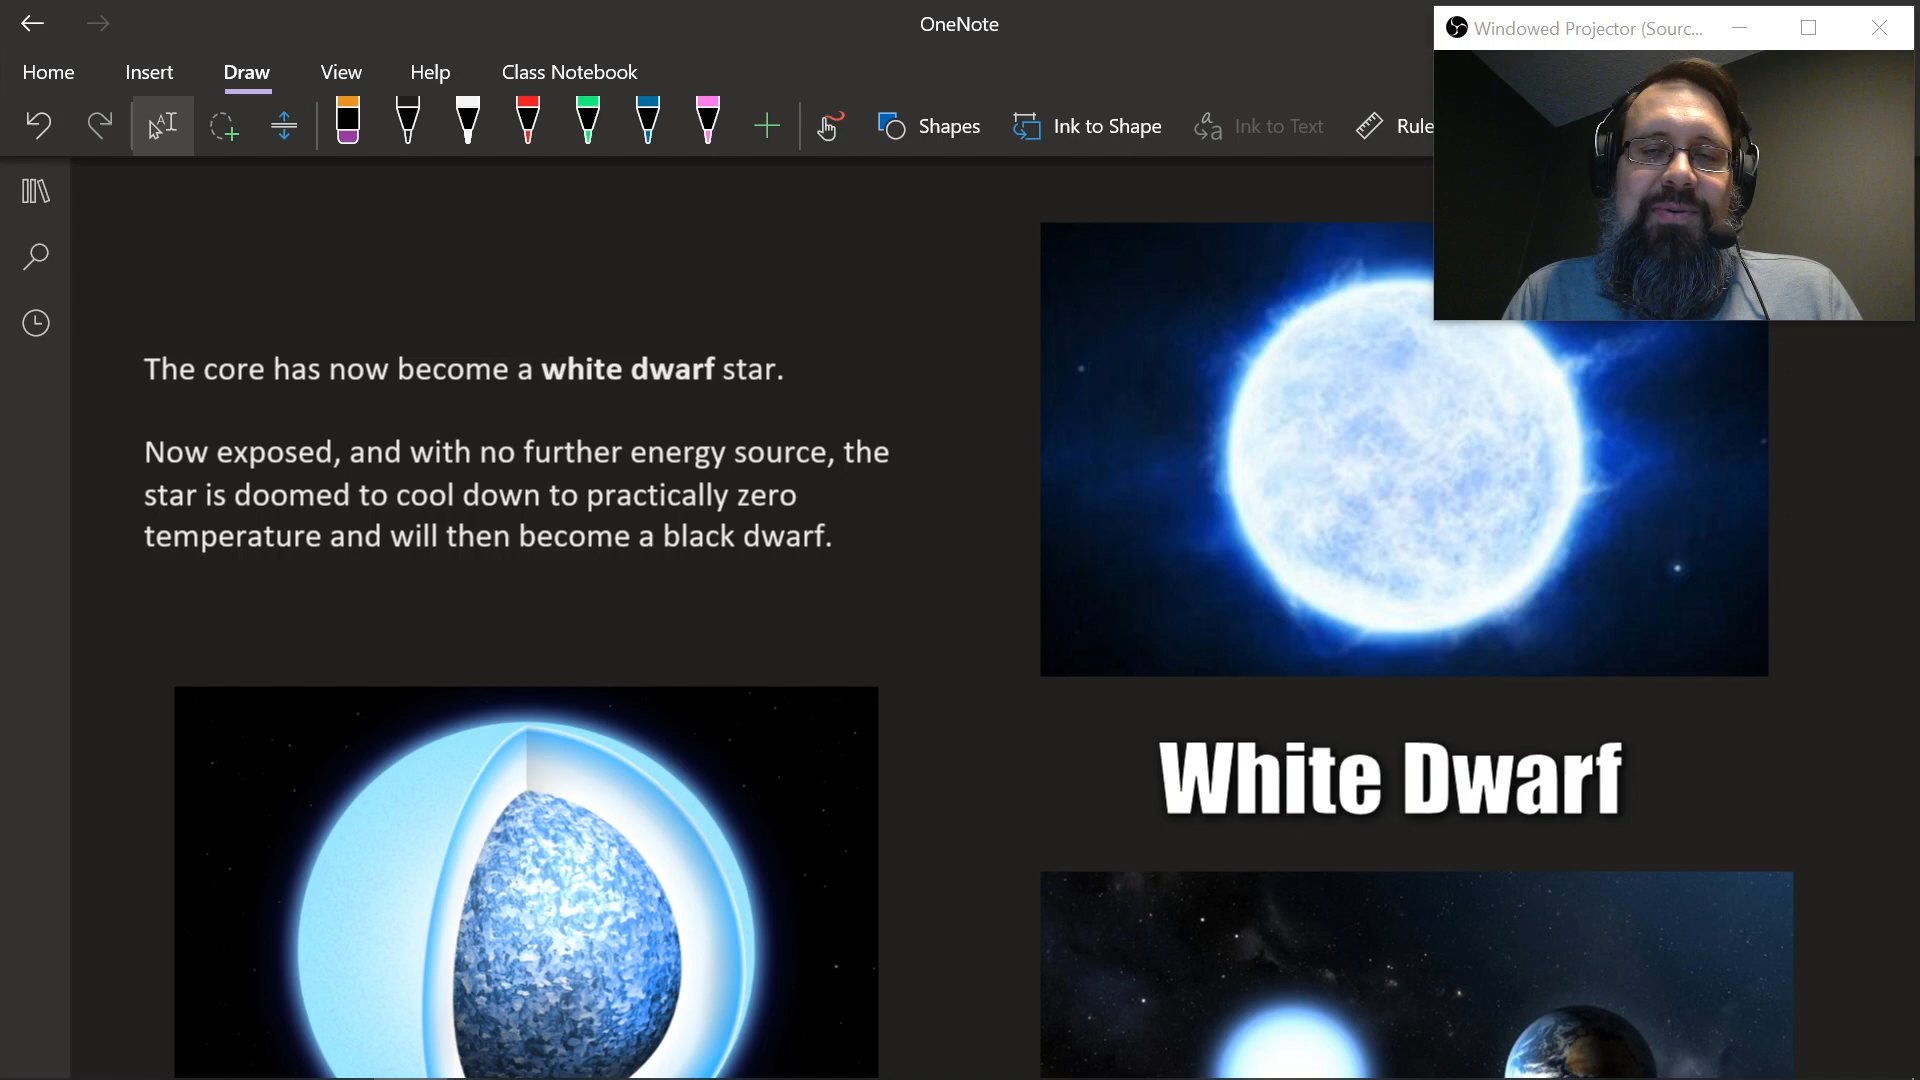 OneNote
Windowed Projector (Sourc...
Home Insert Draw View Help Class Notebook
Shapes Ink to Shape Ink to Text Rule
The core has now become a white dwarf star.
Now exposed, and with no further energy source, the
star is doomed to cool down to practically zero
temperature and will then become a black dwarf.
White Dwarf